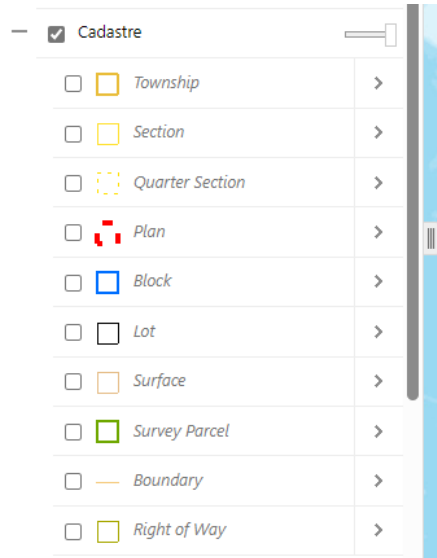 Cadastre
Township
Section
Quarter Section
Plan
Block
Lot
Surface
Survey Parcel
Boundary
Right of Way